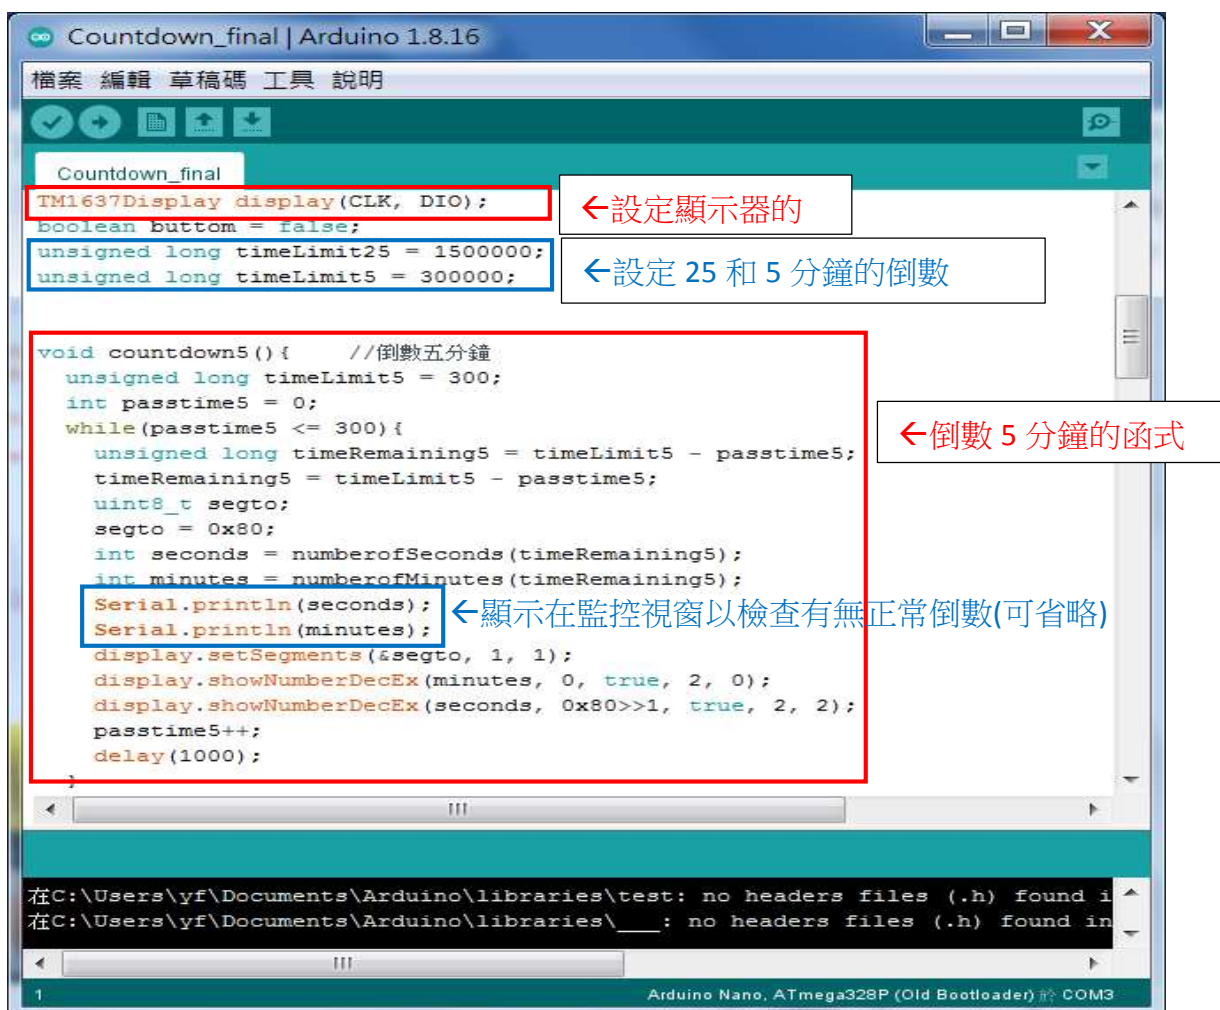 Countdown_final | Arduino 1.8.16
檔案 編輯 草稿碼 工具 說明
Countdown_final
TM1637Display display(CLK, DIO);
←設定顯示器的
boolean buttom = false;
unsigned long timeLimit25 = 1500000;
unsigned long timeLimit5 = 300000;
←設定 25 和 5 分鐘的倒數
void countdown5(){ //倒數五分鐘
unsigned long timeLimit5 = 300;
int passtime5 = 0;
while(passtime5 <= 300){
←倒數 5 分鐘的函式
unsigned long timeRemaining5 = timeLimit5 - passtime5;
timeRemaining5 = timeLimit5 - passtime5;
uint8_t segto;
segto = 0x80;
int seconds = numberofSeconds(timeRemaining5);
int minutes = numberofMinutes(timeRemaining5);
Serial.println(seconds);
Serial.println(minutes);
←顯示在監控視窗以檢查有無正常倒數(可省略)
display.setSegments(&segto, 1, 1);
display.showNumberDecEx(minutes, 0, true, 2, 0);
display.showNumberDecEx(seconds, 0x80>>1, true, 2, 2);
passtime5++;
delay(1000);
}
在C:\Users\yf\Documents\Arduino\libraries\test: no headers files (.h) found i
在C:\Users\yf\Documents\Arduino\libraries\___: no headers files (.h) found in
1
Arduino Nano, ATmega328P (Old Bootloader) 於 COM3